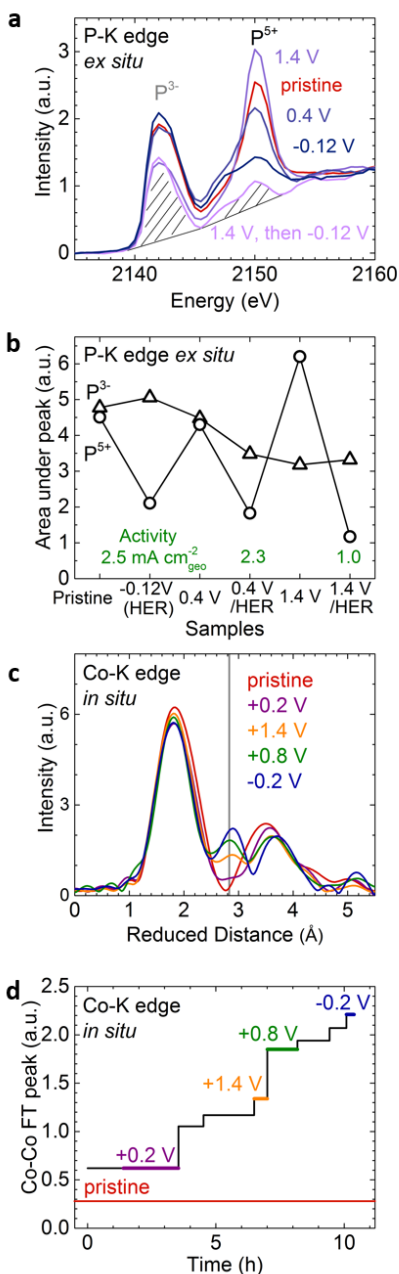 a
P-K edge
ex situ
P3-
P5+
1.4 V
pristine
0.4 V
-0.12 V
1.4 V, then -0.12 V
Intensity (a.u.)
3
2
1
0
2140 2150 2160
Energy (eV)
b
P-K edge ex situ
P3-
P5+
Area under peak (a.u.)
6
5
4
3
2
1
0
Activity
2.5 mA cm-2geo 2.3 1.0
Pristine -0.12V (HER) 0.4 V 0.4 V /HER 1.4 V 1.4 V /HER
Samples
c
Co-K edge
in situ
pristine
+0.2 V
+1.4 V
+0.8 V
-0.2 V
Intensity (a.u.)
6
3
0
0 1 2 3 4 5
Reduced Distance (Å)
d
Co-K edge
in situ
-0.2 V
+0.8 V
+1.4 V
+0.2 V
pristine
Co-Co FT peak (a.u.)
2.5
2.0
1.5
1.0
0.5
0.0
0 5 10
Time (h)